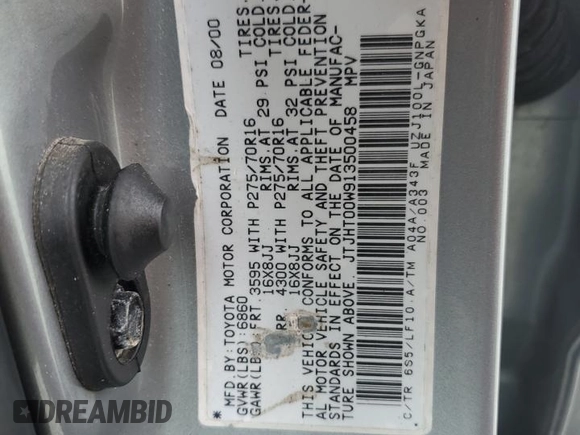 * MFD BY:TOYOTA MOTOR CORPORATION DATE 08/00
GVWR(LBS):6860
GAWR(LB FRT. 3595 WITH P275/70R16 TIRES.
16X8JJ RIMS.AT 29 PSI COLD
RR. 4300 WITH P275/70R16 TIRES.
16X8JJ RIMS.AT 32 PSI COLD
THIS VEHICLE CONFORMS TO ALL APPLICABLE FEDER-
AL MOTOR VEHICLE SAFETY AND THEFT PREVENTION
STANDARDS IN EFFECT ON THE DATE OF MANUFAC-
TURE SHOWN ABOVE. JTJHT00W913500458 MPV
* C/TR 6S5/LF10.A/TM A04A/A343F UZJ100L-GNPGKA
NO.003 MADE IN JAPAN
DREAMBID